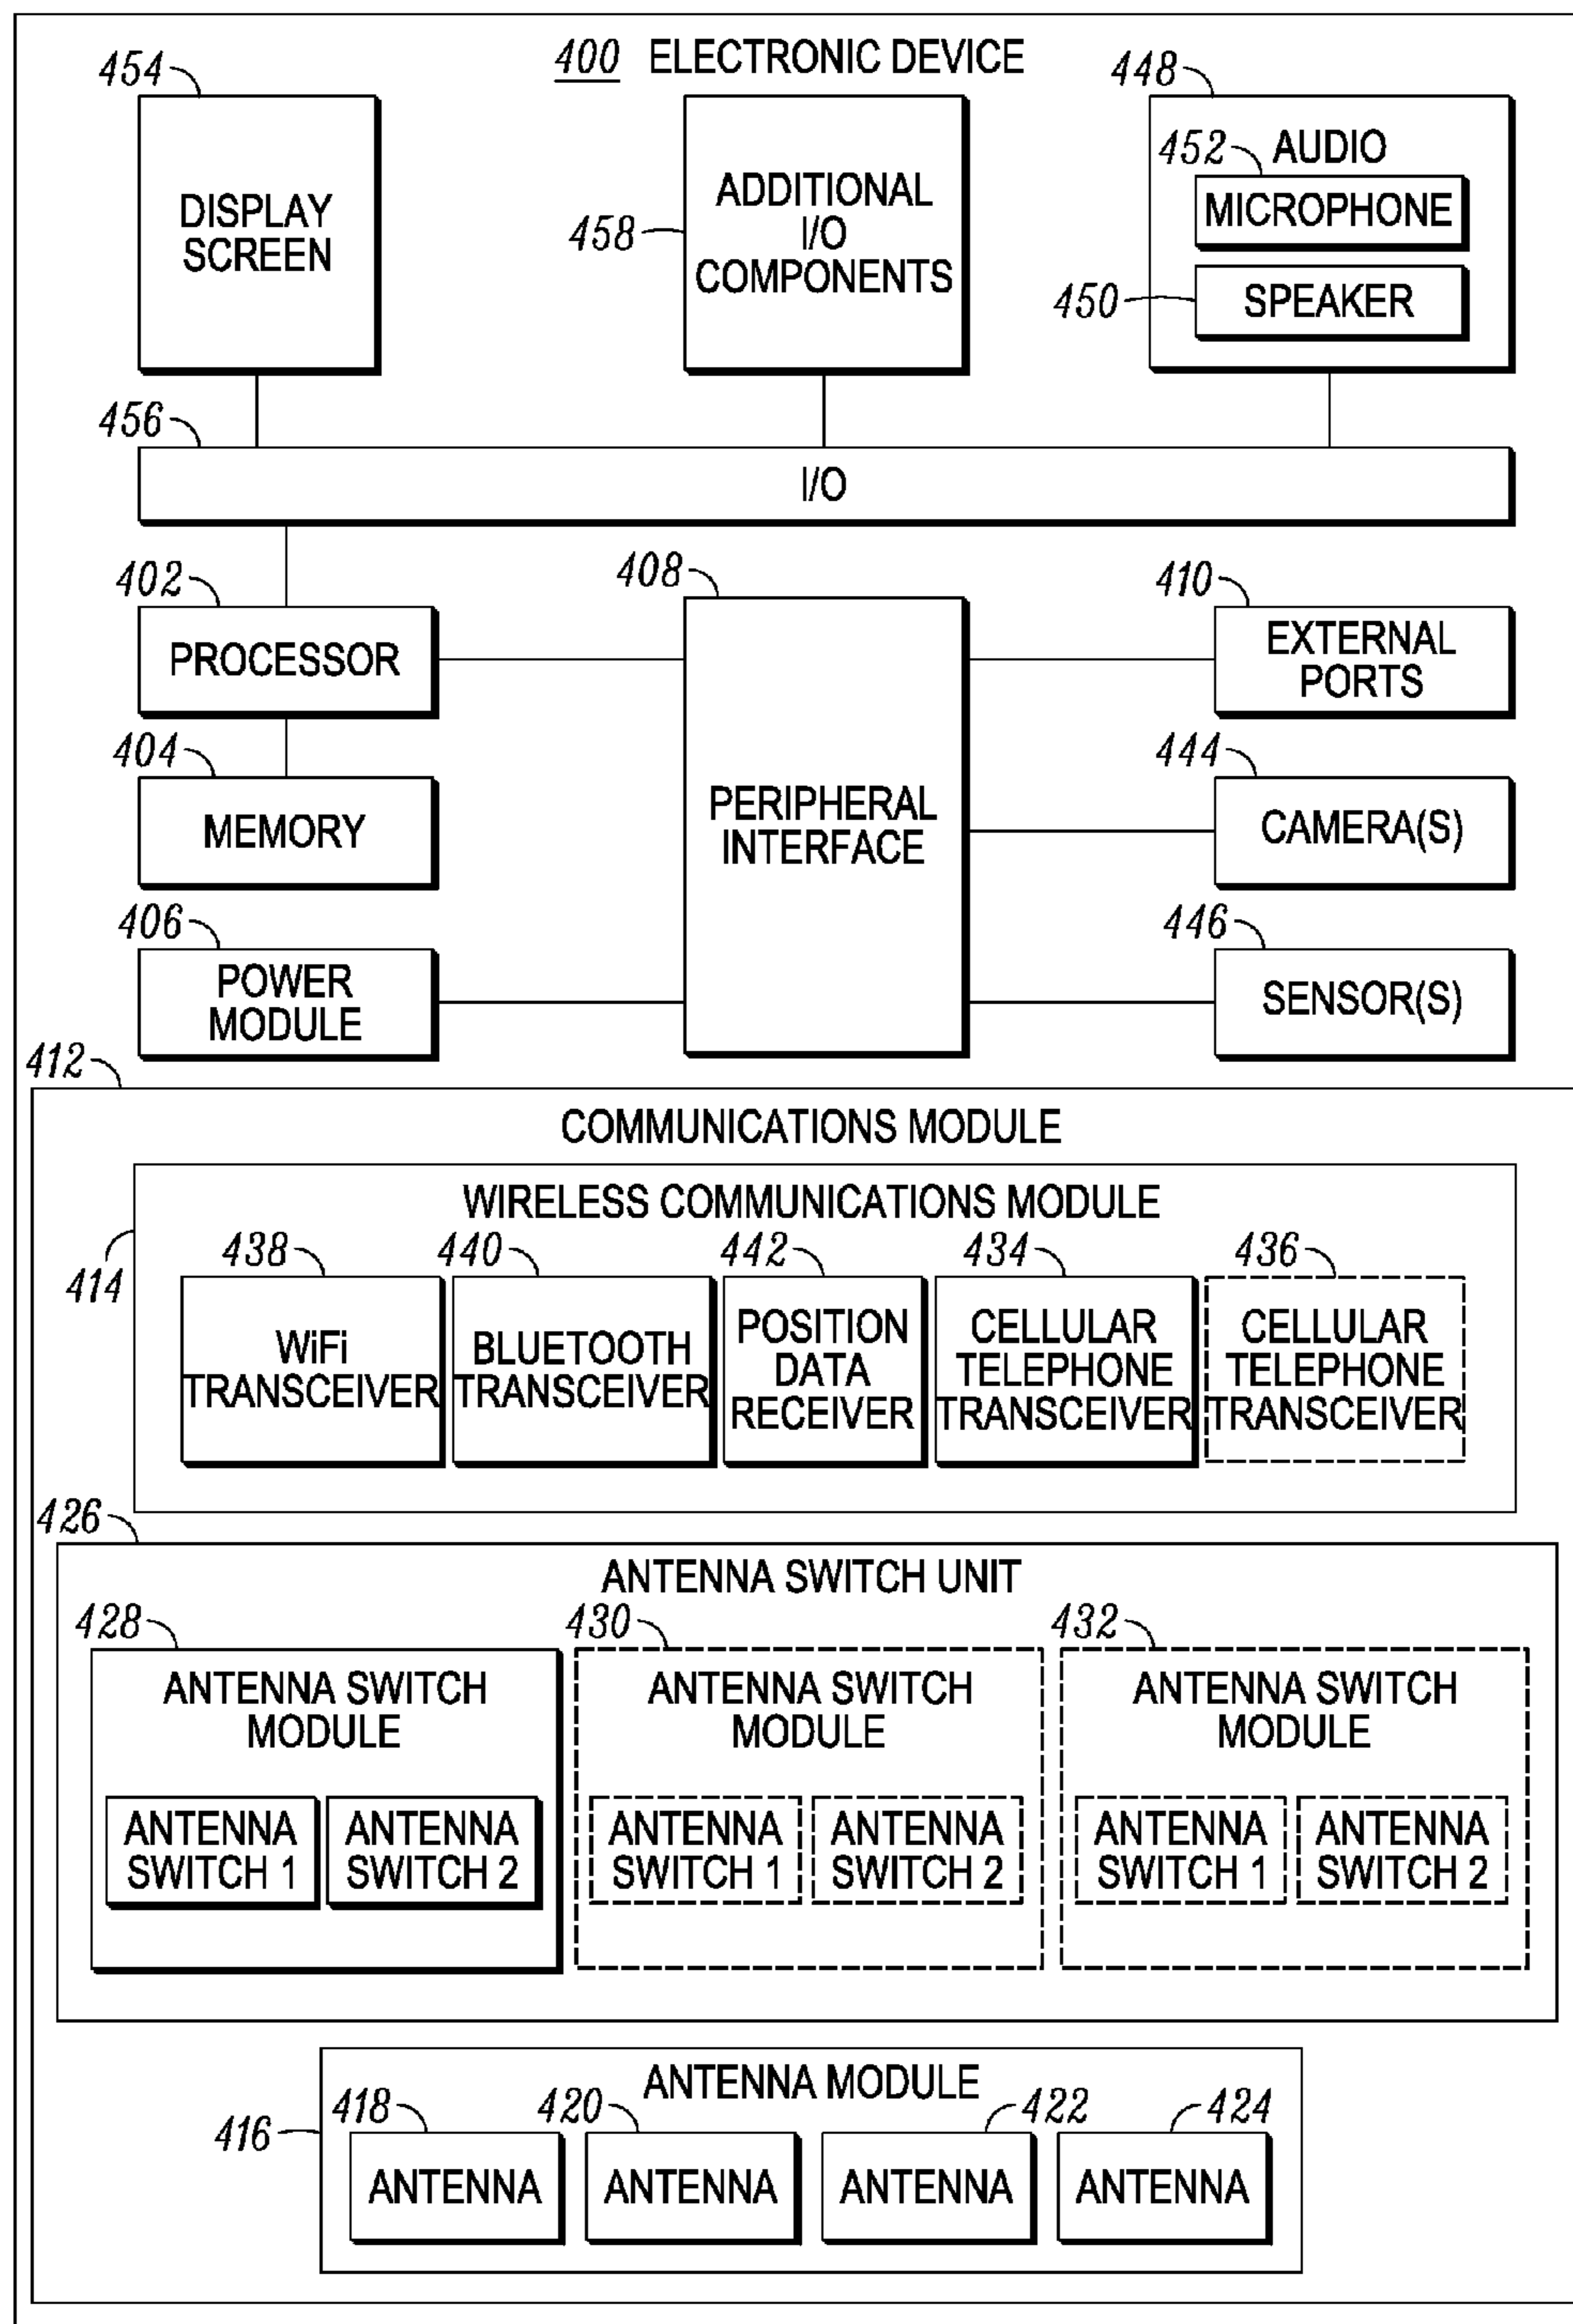 400 ELECTRONIC DEVICE
454
DISPLAY
SCREEN
458
ADDITIONAL
I/O
COMPONENTS
448
AUDIO
452
MICROPHONE
450
SPEAKER
456
I/O
402
PROCESSOR
404
MEMORY
406
POWER
MODULE
408
PERIPHERAL
INTERFACE
410
EXTERNAL
PORTS
444
CAMERA(S)
446
SENSOR(S)
412
COMMUNICATIONS MODULE
414
WIRELESS COMMUNICATIONS MODULE
438
WiFi
TRANSCEIVER
440
BLUETOOTH
TRANSCEIVER
442
POSITION
DATA
RECEIVER
434
CELLULAR
TELEPHONE
TRANSCEIVER
436
CELLULAR
TELEPHONE
TRANSCEIVER
426
ANTENNA SWITCH UNIT
428
ANTENNA SWITCH
MODULE
ANTENNA
SWITCH 1
ANTENNA
SWITCH 2
430
ANTENNA SWITCH
MODULE
ANTENNA
SWITCH 1
ANTENNA
SWITCH 2
432
ANTENNA SWITCH
MODULE
ANTENNA
SWITCH 1
ANTENNA
SWITCH 2
416
ANTENNA MODULE
418
ANTENNA
420
ANTENNA
422
ANTENNA
424
ANTENNA